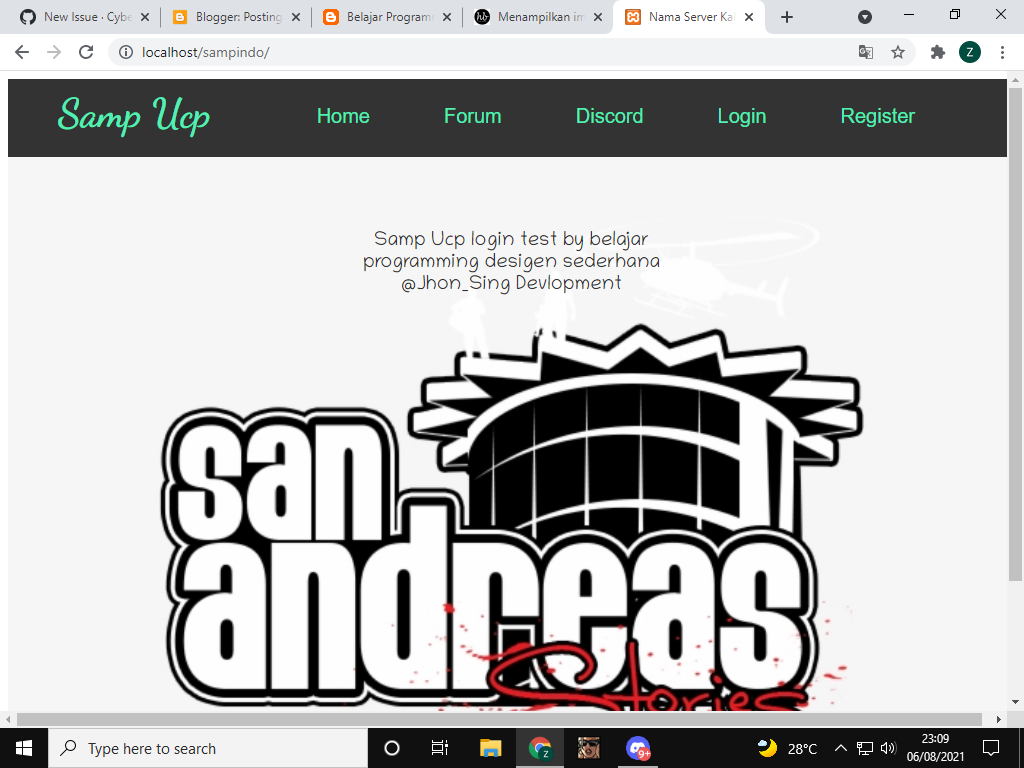 New Issue · Cybe
Blogger: Posting
Belajar Program
Menampilkan im
Nama Server Ka
localhost/sampindo/
Z
Samp Ucp
Home
Forum
Discord
Login
Register
Samp Ucp login test by belajar
programming desigen sederhana
@Jhon_Sing Devlopment
san
andreas
Stories
Type here to search
Z
9+
28°C
23:09
06/08/2021